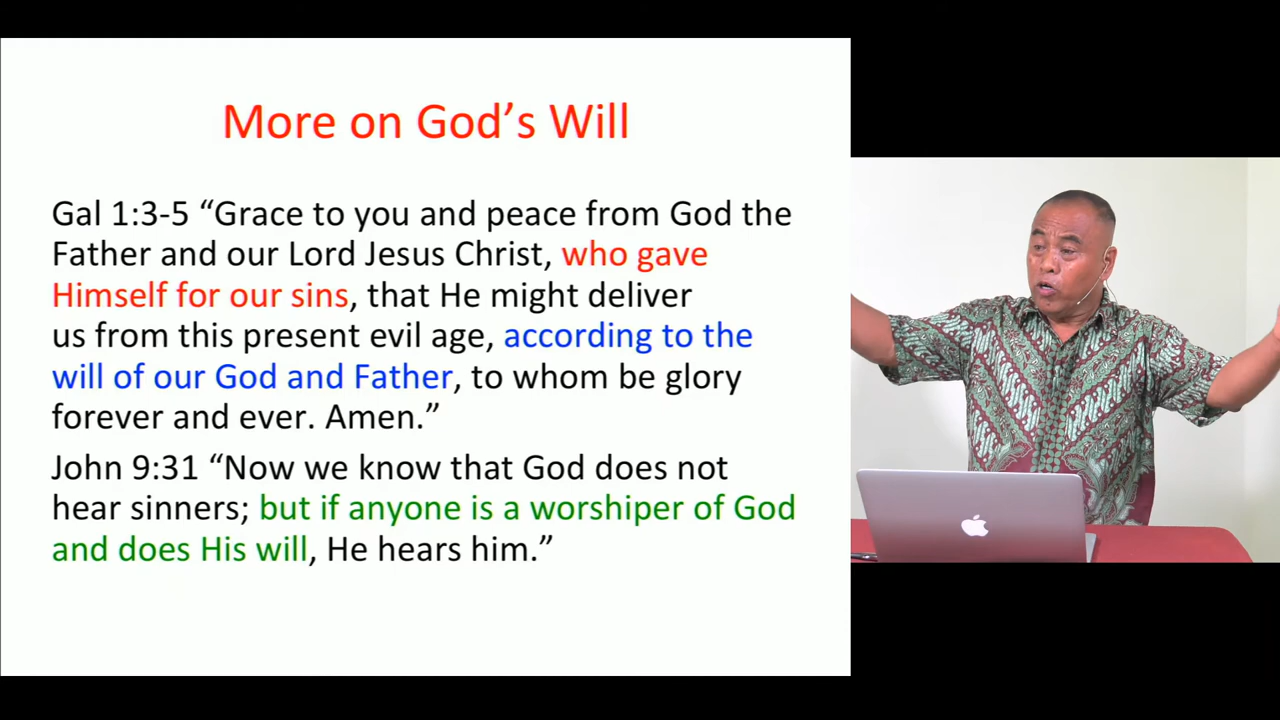 More on God’s Will
Gal 1:3-5 “Grace to you and peace from God the
Father and our Lord Jesus Christ, who gave
Himself for our sins, that He might deliver
us from this present evil age, according to the
will of our God and Father, to whom be glory
forever and ever. Amen.”
John 9:31 “Now we know that God does not
hear sinners; but if anyone is a worshiper of God
and does His will, He hears him.”